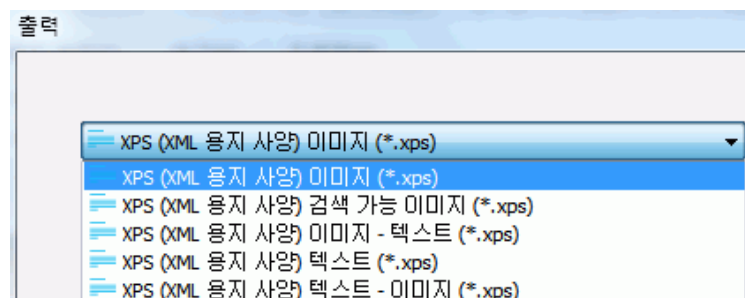 출력
XPS (XML 용지 사양) 이미지 (*.xps)
XPS (XML 용지 사양) 이미지 (*.xps)
XPS (XML 용지 사양) 검색 가능 이미지 (*.xps)
XPS (XML 용지 사양) 이미지 - 텍스트 (*.xps)
XPS (XML 용지 사양) 텍스트 (*.xps)
XPS (XML 용지 사양) 텍스트 - 이미지 (*.xps)